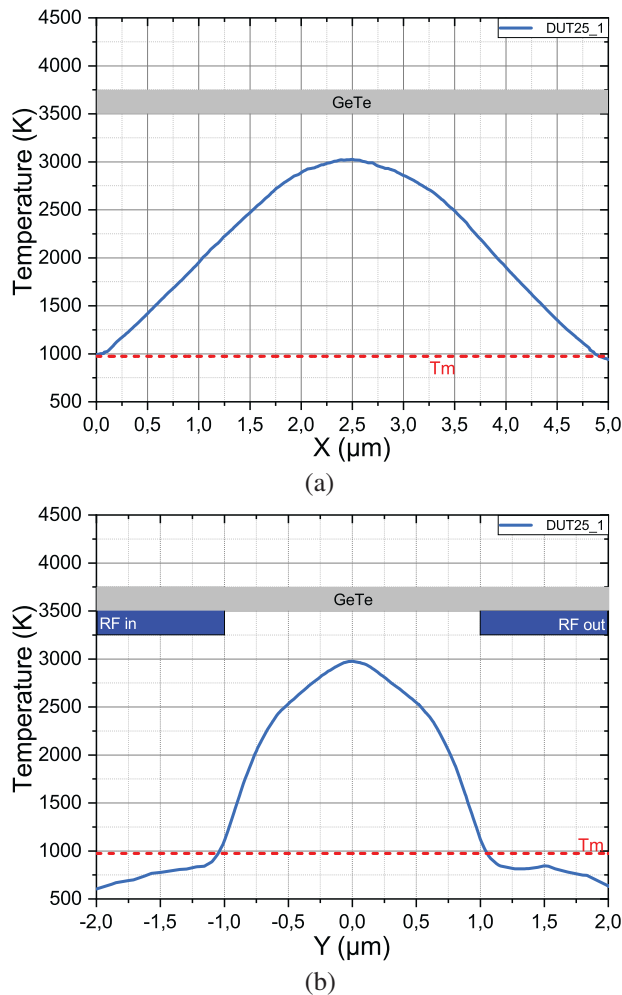 DUT25_1
4500
4000
3500
3000
2500
2000
1500
1000
500
Temperature (K)
GeTe
Tm
0,0 0,5 1,0 1,5 2,0 2,5 3,0 3,5 4,0 4,5 5,0
X (µm)
(a)
DUT25_1
4500
4000
3500
3000
2500
2000
1500
1000
500
Temperature (K)
GeTe
RF in RF out
Tm
-2,0 -1,5 -1,0 -0,5 0,0 0,5 1,0 1,5 2,0
Y (µm)
(b)